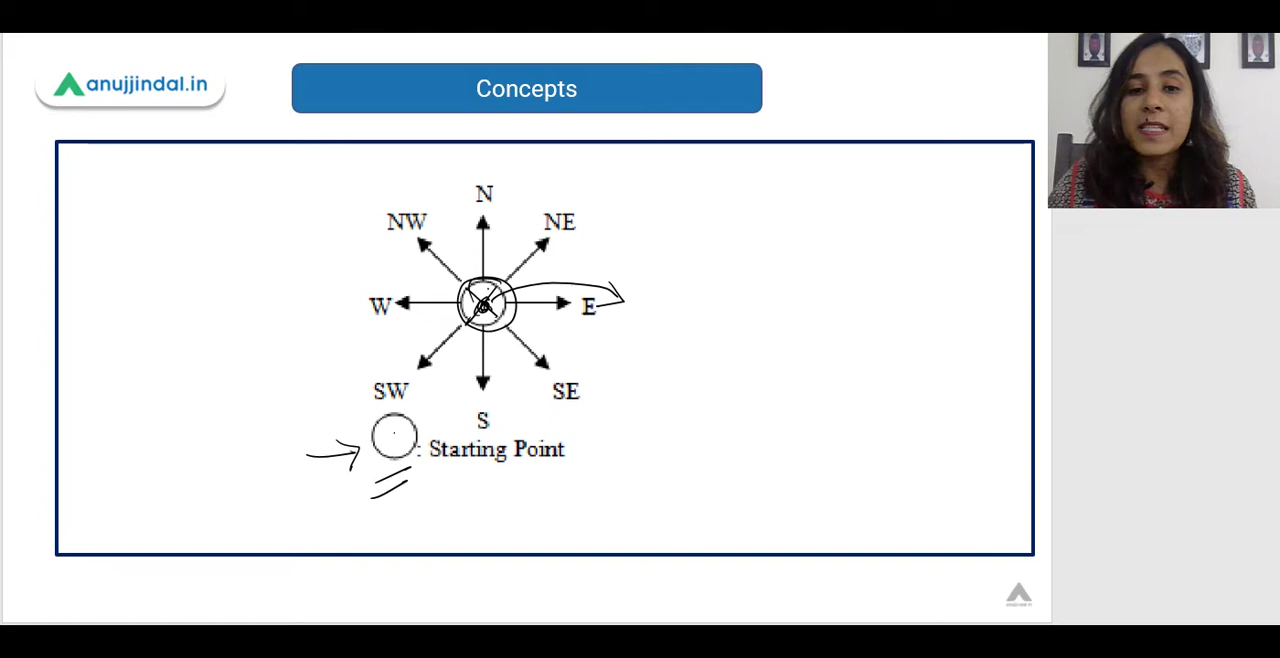 anujjindal.in
Concepts
N
NW NE
W E
SW SE
S
: Starting Point